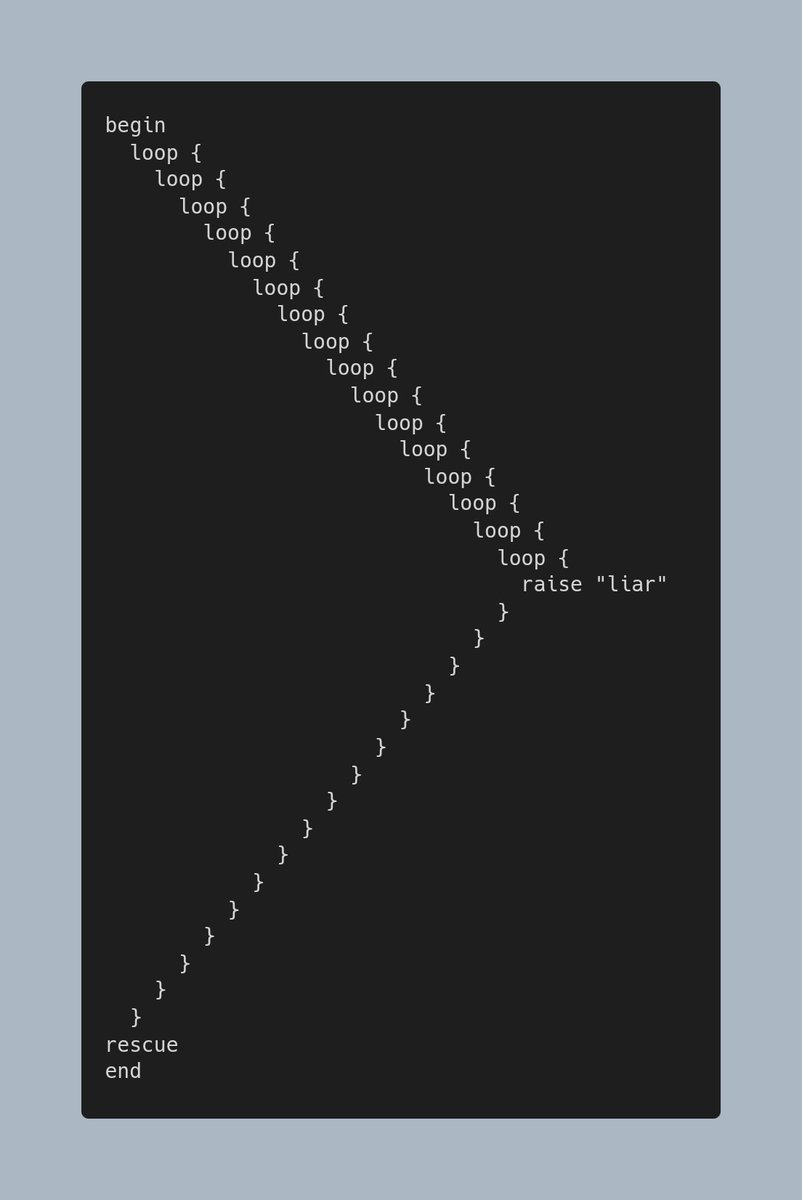 begin
  loop {
    loop {
      loop {
        loop {
          loop {
            loop {
              loop {
                loop {
                  loop {
                    loop {
                      loop {
                        loop {
                          loop {
                            loop {
                              loop {
                                loop {
                                  raise "liar"
                                }
                              }
                            }
                          }
                        }
                      }
                    }
                  }
                }
              }
            }
          }
        }
      }
    }
  }
rescue
end